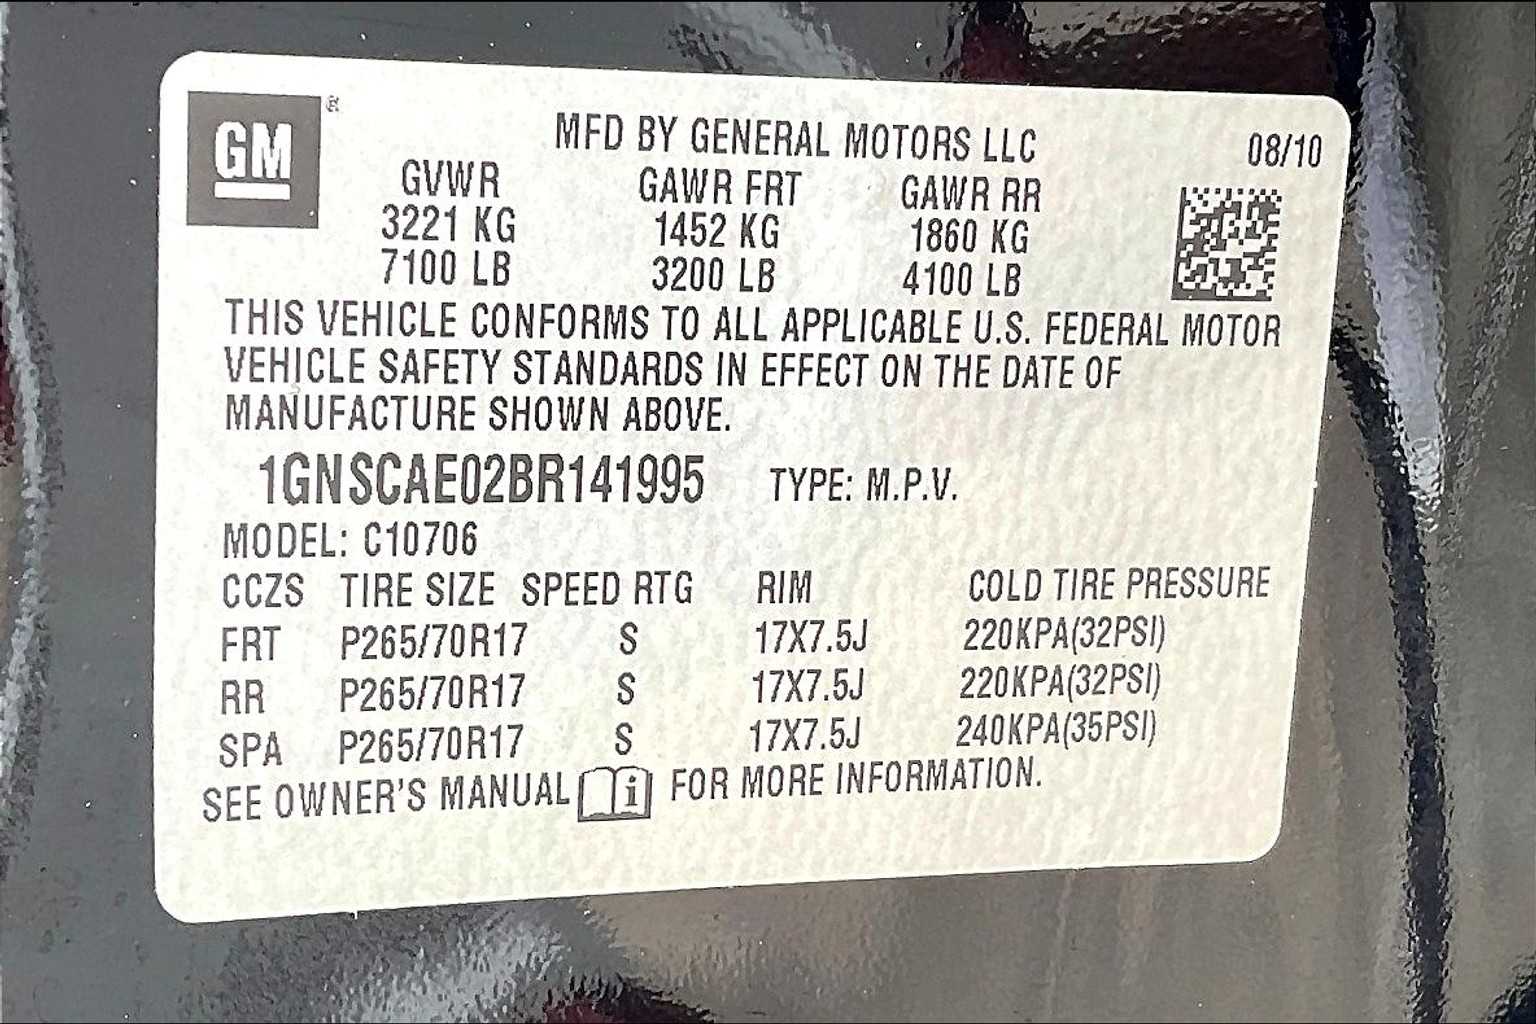 GM ®
MFD BY GENERAL MOTORS LLC 08/10
GVWR GAWR FRT GAWR RR
3221 KG 1452 KG 1860 KG
7100 LB 3200 LB 4100 LB
THIS VEHICLE CONFORMS TO ALL APPLICABLE U.S. FEDERAL MOTOR
VEHICLE SAFETY STANDARDS IN EFFECT ON THE DATE OF
MANUFACTURE SHOWN ABOVE.
1GNSCAE02BR141995 TYPE: M.P.V.
MODEL: C10706
CCZS TIRE SIZE SPEED RTG RIM COLD TIRE PRESSURE
FRT P265/70R17 S 17X7.5J 220KPA(32PSI)
RR P265/70R17 S 17X7.5J 220KPA(32PSI)
SPA P265/70R17 S 17X7.5J 240KPA(35PSI)
SEE OWNER'S MANUAL i FOR MORE INFORMATION.